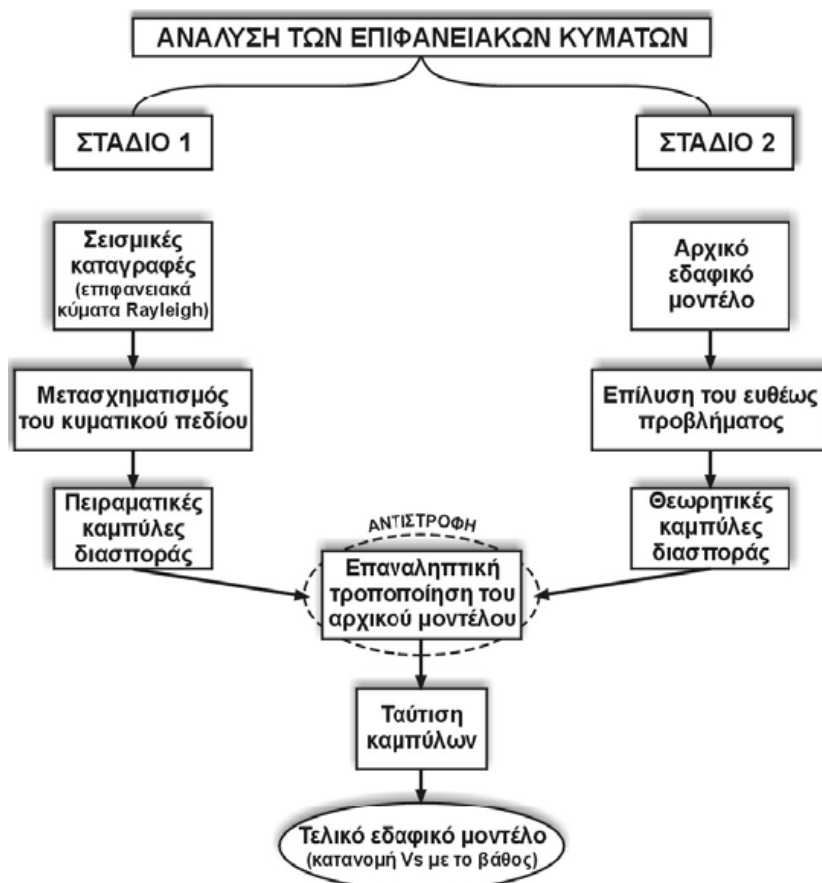 ΑΝΑΛΥΣΗ ΤΩΝ ΕΠΙΦΑΝΕΙΑΚΩΝ ΚΥΜΑΤΩΝ
ΣΤΑΔΙΟ 1
ΣΤΑΔΙΟ 2
Σεισμικές
καταγραφές
(επιφανειακά
κύματα Rayleigh)
Αρχικό
εδαφικό
μοντέλο
Μετασχηματισμός
του κυματικού πεδίου
Επίλυση του ευθέως
προβλήματος
Πειραματικές
καμπύλες
διασποράς
Θεωρητικές
καμπύλες
διασποράς
ΑΝΤΙΣΤΡΟΦΗ
Επαναληπτική
τροποποίηση του
αρχικού μοντέλου
Ταύτιση
καμπύλων
Τελικό εδαφικό μοντέλο
(κατανομή Vs με το βάθος)